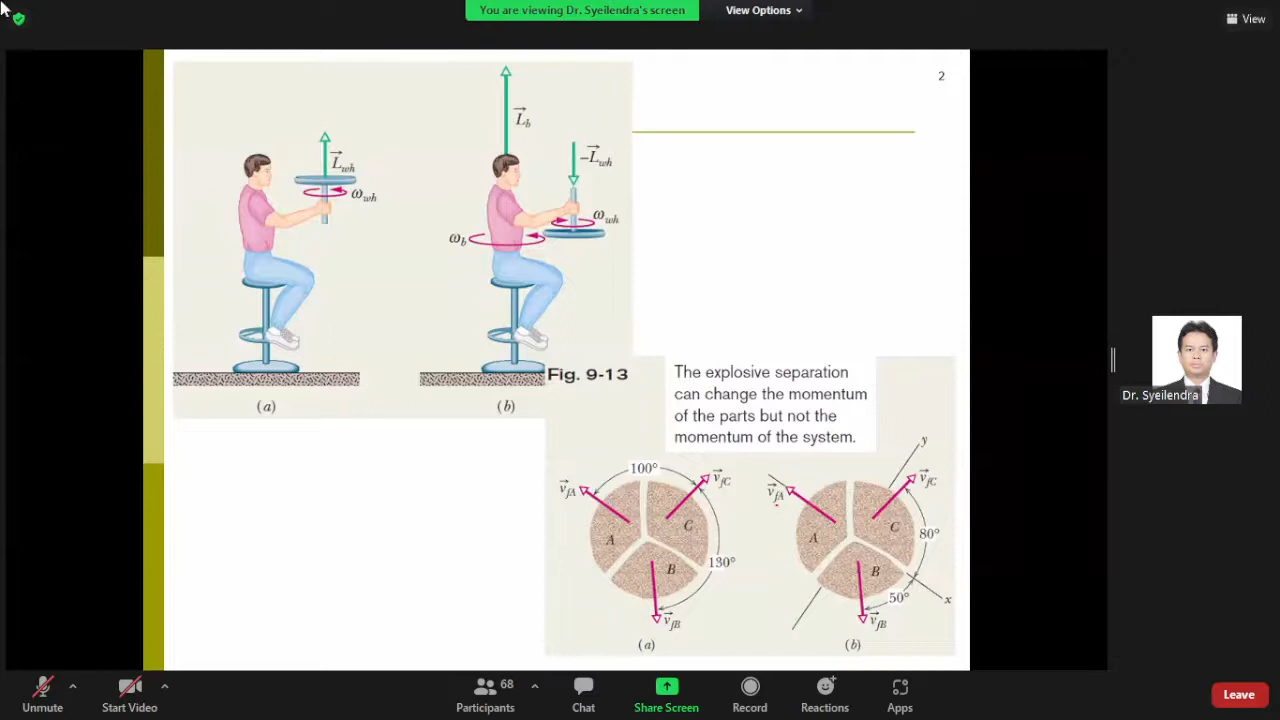 You are viewing Dr. Syeilendra's screen
View Options
View
2
L_b
L_wh
-L_wh
ω_wh
ω_wh
ω_b
Fig. 9-13
(a)
(b)
The explosive separation
can change the momentum
of the parts but not the
momentum of the system.
100°
v_fA
v_fC
A
C
B
130°
v_fB
(a)
y
v_fA
v_fC
A
C
80°
B
50°
x
v_fB
(b)
Dr. Syeilendra
Unmute
Start Video
68
Participants
Chat
Share Screen
Record
Reactions
Apps
Leave